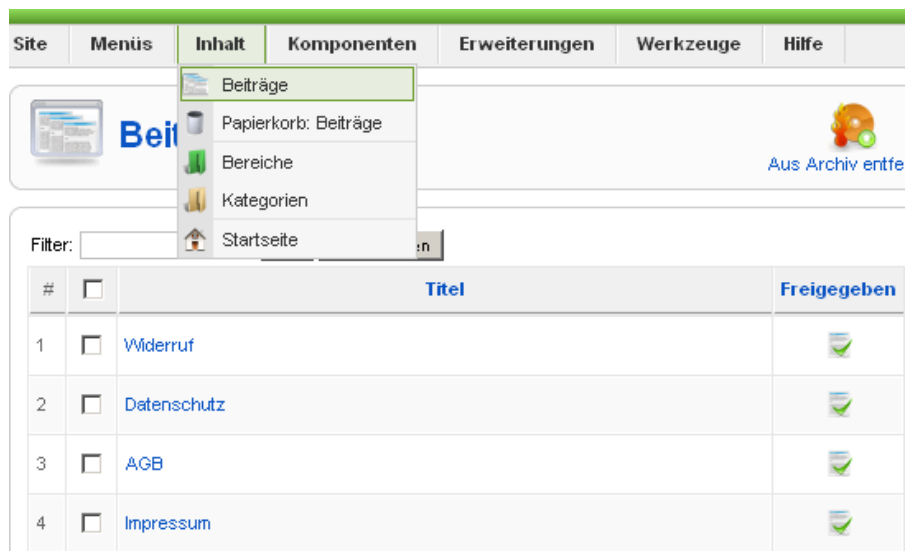 Site Menüs Inhalt Komponenten Erweiterungen Werkzeuge Hilfe
Beiträge
Papierkorb: Beiträge
Bereiche
Kategorien
Startseite
Beit
Aus Archiv entfe
Filter:
# Titel Freigegeben
1 Widerruf
2 Datenschutz
3 AGB
4 Impressum